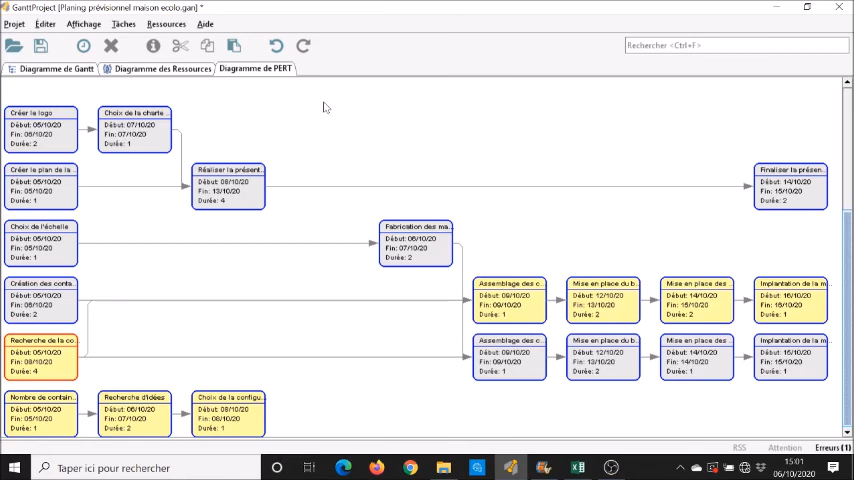 GanttProject [Planing prévisionnel maison ecolo.gan] *
Projet Éditer Affichage Tâches Ressources Aide
Rechercher <Ctrl+F>
Diagramme de Gantt Diagramme des Ressources Diagramme de PERT
Créer le logo
Début: 05/10/20
Fin: 06/10/20
Durée: 2
Choix de la charte ..
Début: 07/10/20
Fin: 07/10/20
Durée: 1
Créer le plan de la ..
Début: 05/10/20
Fin: 05/10/20
Durée: 1
Réaliser la présent..
Début: 08/10/20
Fin: 13/10/20
Durée: 4
Finaliser la présen..
Début: 14/10/20
Fin: 15/10/20
Durée: 2
Choix de l'échelle
Début: 05/10/20
Fin: 05/10/20
Durée: 1
Fabrication des ma..
Début: 06/10/20
Fin: 07/10/20
Durée: 2
Création des conta..
Début: 05/10/20
Fin: 06/10/20
Durée: 2
Assemblage des c..
Début: 09/10/20
Fin: 09/10/20
Durée: 1
Mise en place du b..
Début: 12/10/20
Fin: 13/10/20
Durée: 2
Mise en place des ..
Début: 14/10/20
Fin: 15/10/20
Durée: 2
Implantation de la m..
Début: 16/10/20
Fin: 16/10/20
Durée: 1
Recherche de la co..
Début: 05/10/20
Fin: 08/10/20
Durée: 4
Assemblage des c..
Début: 09/10/20
Fin: 09/10/20
Durée: 1
Mise en place du b..
Début: 12/10/20
Fin: 13/10/20
Durée: 2
Mise en place des ..
Début: 14/10/20
Fin: 14/10/20
Durée: 1
Implantation de la m..
Début: 15/10/20
Fin: 15/10/20
Durée: 1
Nombre de contain..
Début: 05/10/20
Fin: 05/10/20
Durée: 1
Recherche d'idées
Début: 06/10/20
Fin: 07/10/20
Durée: 2
Choix de la configu..
Début: 08/10/20
Fin: 08/10/20
Durée: 1
RSS Attention Erreurs (1)
Taper ici pour rechercher
15:01
06/10/2020